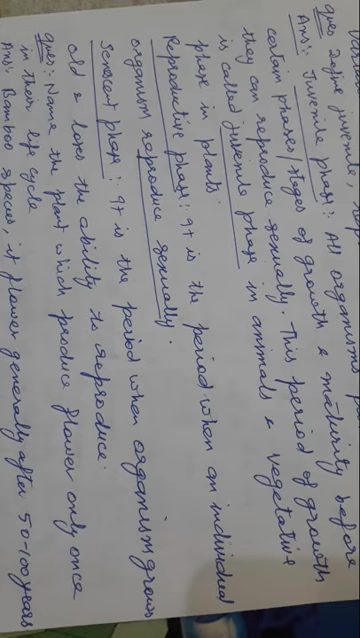 Ques Define juvenile,
Ans: Juvenile phase: All organisms
certain phases/stages of growth & maturity before
they can reproduce sexually. This period of growth
is called juvenile phase in animals & vegetative
phase in plants.
Reproductive phase: It is the period when an individual
organism reproduce sexually.
Senescent phase: It is the period when organism grows
old & loses the ability to reproduce.
Ques: Name the plant which produce flower only once
in their life cycle
Ans: Bamboo species, it flower generally after 50-100 years